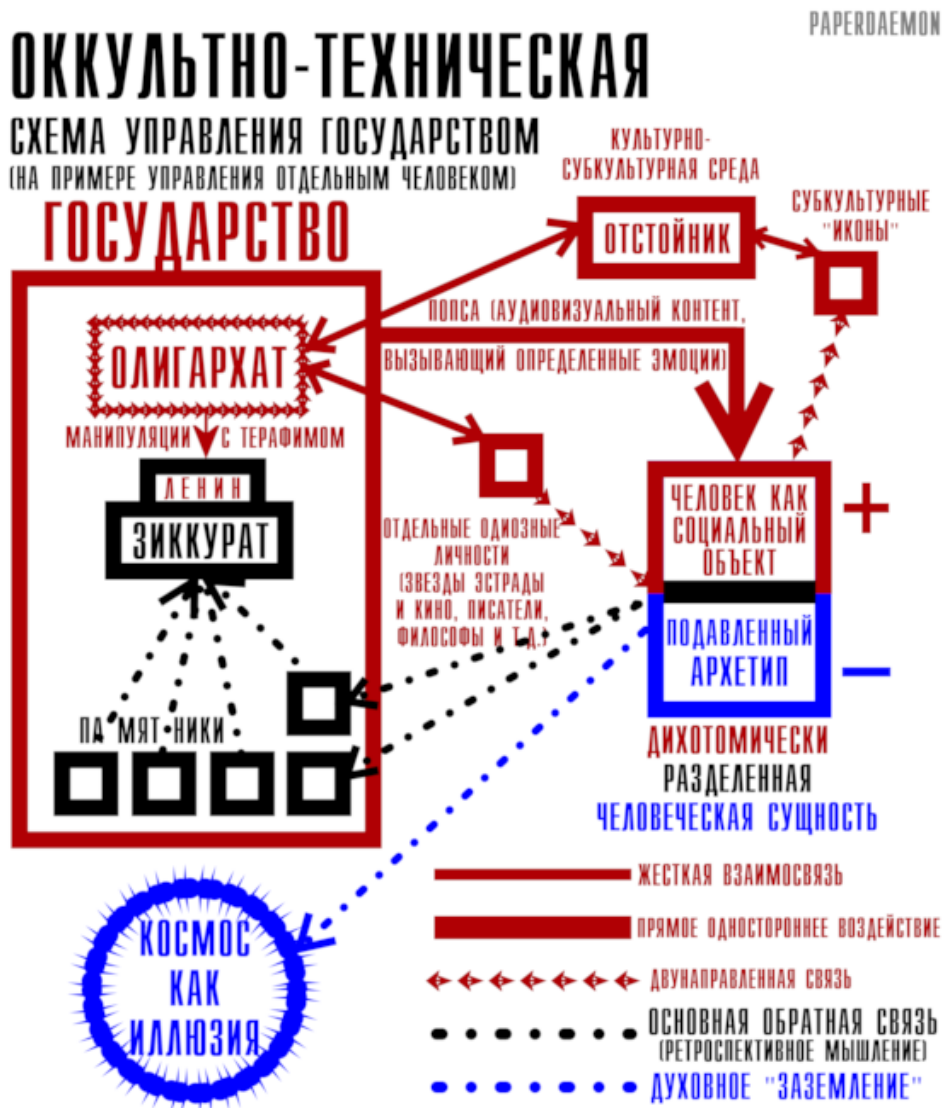 PAPERDAEMON
ОККУЛЬТНО-ТЕХНИЧЕСКАЯ
СХЕМА УПРАВЛЕНИЯ ГОСУДАРСТВОМ
(НА ПРИМЕРЕ УПРАВЛЕНИЯ ОТДЕЛЬНЫМ ЧЕЛОВЕКОМ)
ГОСУДАРСТВО
КУЛЬТУРНО-
СУБКУЛЬТУРНАЯ СРЕДА
ОТСТОЙНИК
СУБКУЛЬТУРНЫЕ
"ИКОНЫ"
ПОПСА (АУДИОВИЗУАЛЬНЫЙ КОНТЕНТ,
ВЫЗЫВАЮЩИЙ ОПРЕДЕЛЕННЫЕ ЭМОЦИИ)
ОЛИГАРХАТ
МАНИПУЛЯЦИИ С ТЕРАФИМОМ
ЛЕНИН
ЗИККУРАТ
ПАМЯТНИКИ
ОТДЕЛЬНЫЕ ОДИОЗНЫЕ
ЛИЧНОСТИ
(ЗВЕЗДЫ ЭСТРАДЫ
И КИНО, ПИСАТЕЛИ,
ФИЛОСОФЫ И Т.Д.)
ЧЕЛОВЕК КАК
СОЦИАЛЬНЫЙ
ОБЪЕКТ
+
ПОДАВЛЕННЫЙ
АРХЕТИП
−
ДИХОТОМИЧЕСКИ
РАЗДЕЛЕННАЯ
ЧЕЛОВЕЧЕСКАЯ СУЩНОСТЬ
КОСМОС
КАК
ИЛЛЮЗИЯ
ЖЕСТКАЯ ВЗАИМОСВЯЗЬ
ПРЯМОЕ ОДНОСТОРОННЕЕ ВОЗДЕЙСТВИЕ
ДВУНАПРАВЛЕННАЯ СВЯЗЬ
ОСНОВНАЯ ОБРАТНАЯ СВЯЗЬ
(РЕТРОСПЕКТИВНОЕ МЫШЛЕНИЕ)
ДУХОВНОЕ "ЗАЗЕМЛЕНИЕ"